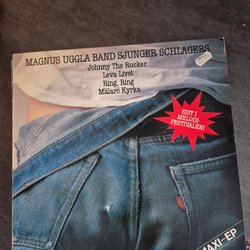 MAGNUS UGGLA BAND SJUNGER SCHLAGERS
Johnny The Rucker
Leva Livet
Ring, Ring
Mälarö Kyrka
SIST I
MELODI-
FESTIVALEN!
MAXI-EP